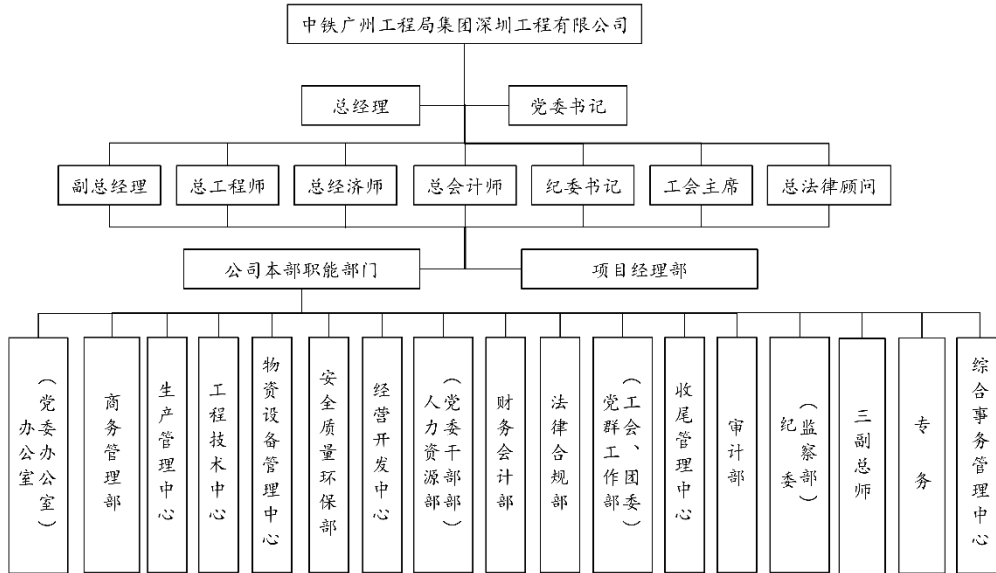 中铁广州工程局集团深圳工程有限公司
总经理
党委书记
副总经理
总工程师
总经济师
总会计师
纪委书记
工会主席
总法律顾问
公司本部职能部门
项目经理部
办公室
（党委办公室）
商务管理部
生产管理中心
工程技术中心
物资设备管理中心
安全质量环保部
经营开发中心
人力资源部
（党委干部部）
财务会计部
法律合规部
党群工作部
（工会、团委）
收尾管理中心
审计部
纪委
（监察部）
三副总师
专务
综合事务管理中心